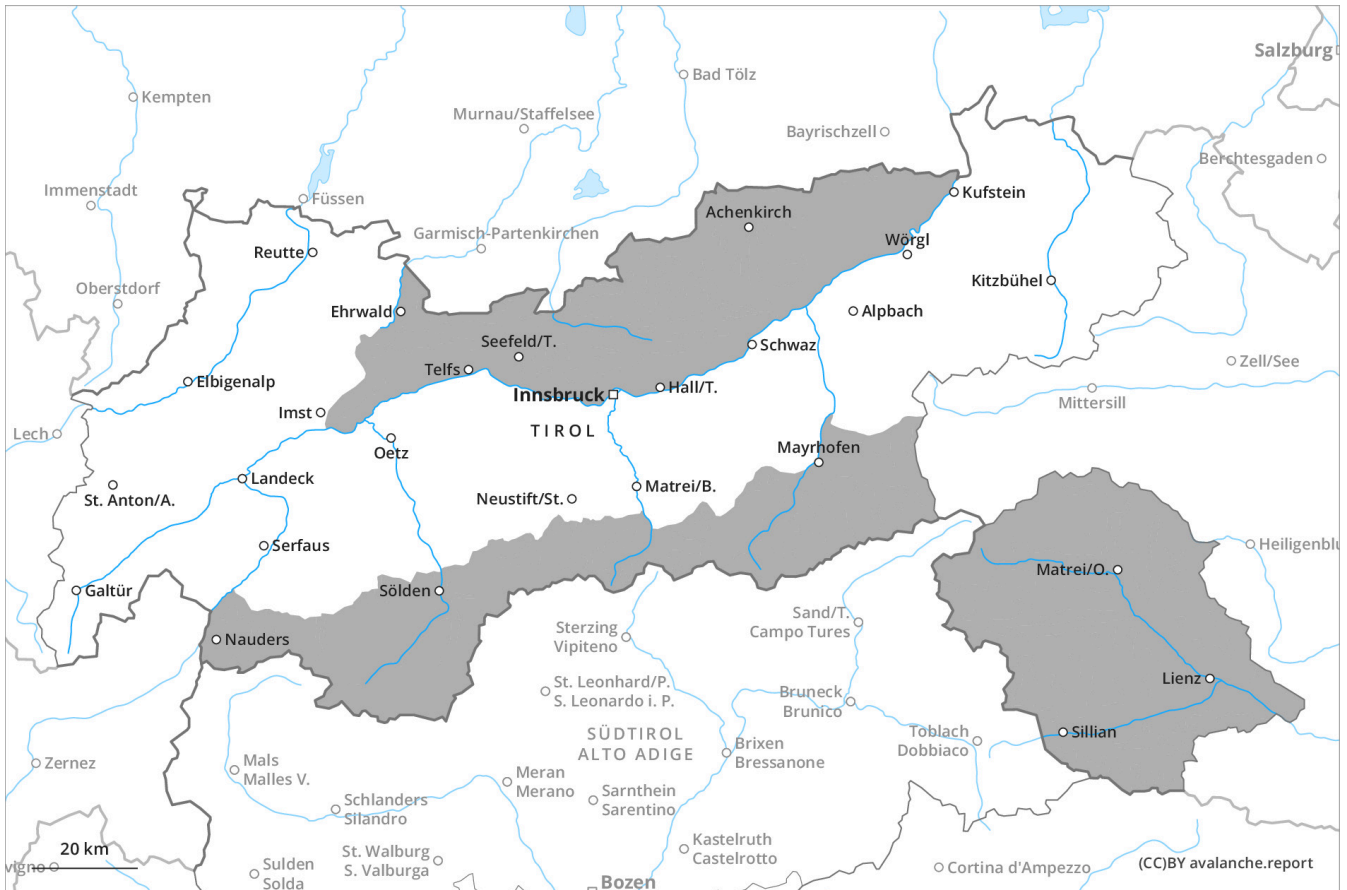 Salzburg
Bad Tölz
Kempten
Murnau/Staffelsee
Bayrischzell
Berchtesgaden
Immenstadt
Füssen
Kufstein
Achenkirch
Garmisch-Partenkirchen
Wörgl
Reutte
Kitzbühel
Oberstdorf
Ehrwald
Alpbach
Seefeld/T.
Schwaz
Zell/See
Telfs
Elbigenalp
Hall/T.
Innsbruck
Mittersill
Imst
TIROL
Lech
Oetz
Mayrhofen
Landeck
Matrei/B.
St. Anton/A.
Neustift/St.
Serfaus
Heiligenblu
Matrei/O.
Galtür
Sölden
Sand/T.
Campo Tures
Sterzing
Vipiteno
Nauders
Lienz
St. Leonhard/P.
S. Leonardo i. P.
Bruneck
Brunico
SÜDTIROL
ALTO ADIGE
Toblach
Dobbiaco
Sillian
Brixen
Bressanone
Zernez
Mals
Malles V.
Meran
Merano
Sarnthein
Sarentino
Schlanders
Silandro
Kastelruth
Castelrotto
20 km
St. Walburg
S. Valburga
vigno
Sulden
Solda
Cortina d'Ampezzo
(CC)BY avalanche.report
Bozen